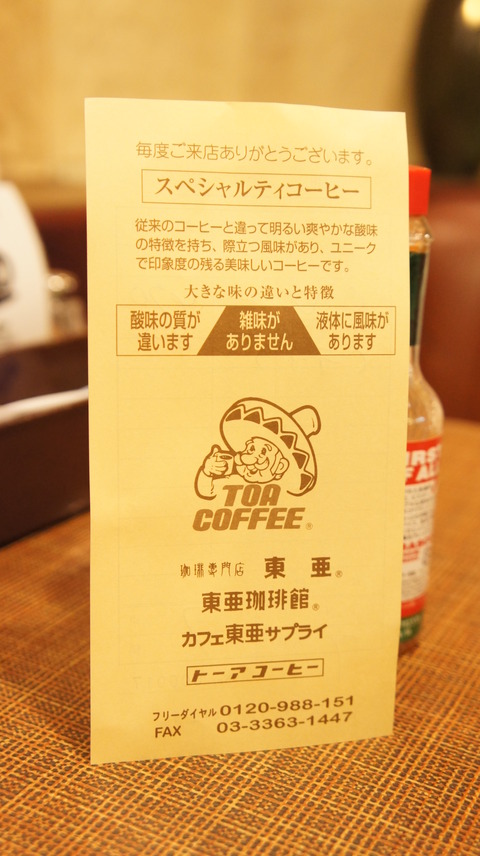 毎度ご来店ありがとうございます。
スペシャルティコーヒー
従来のコーヒーと違って明るい爽やかな酸味
の特徴を持ち、際立つ風味があり、ユニーク
で印象度の残る美味しいコーヒーです。
大きな味の違いと特徴
酸味の質が
違います
雑味が
ありません
液体に風味が
あります
TOA
COFFEE®
珈琲専門店 東亜®
東亜珈琲館®
カフェ東亜サプライ
トーアコーヒー
フリーダイヤル 0120-988-151
FAX 03-3363-1447